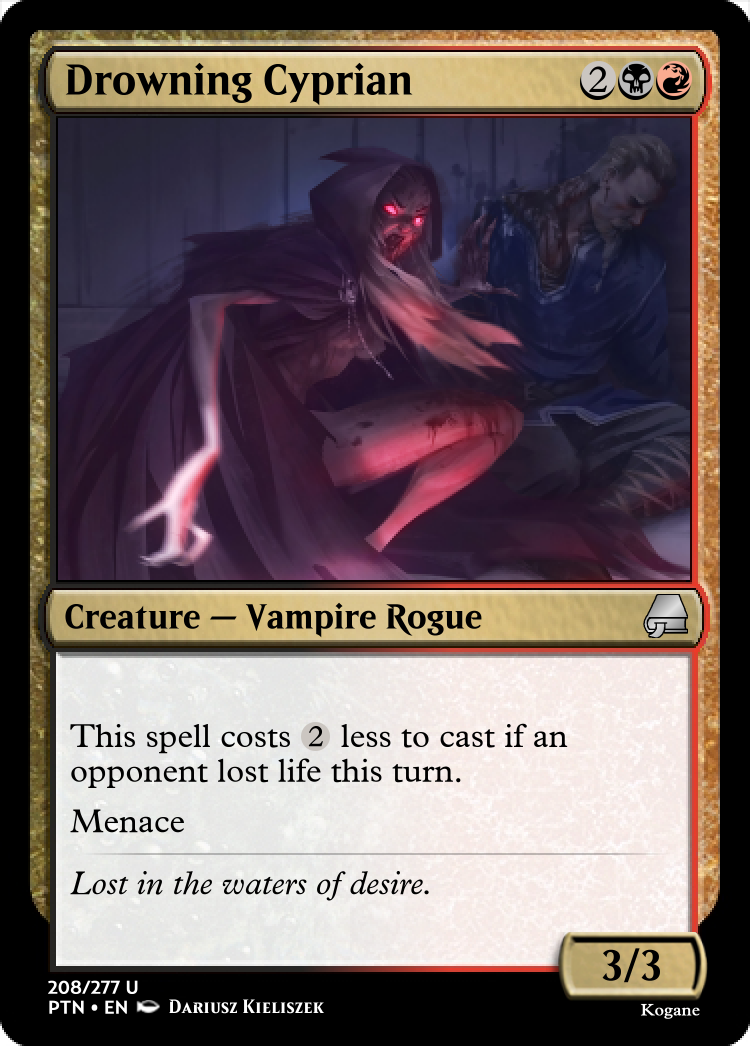 Drowning Cyprian 2
Creature — Vampire Rogue
This spell costs 2 less to cast if an
opponent lost life this turn.
Menace
Lost in the waters of desire.
3/3
208/277 U
PTN • EN Dariusz Kieliszek
Kogane